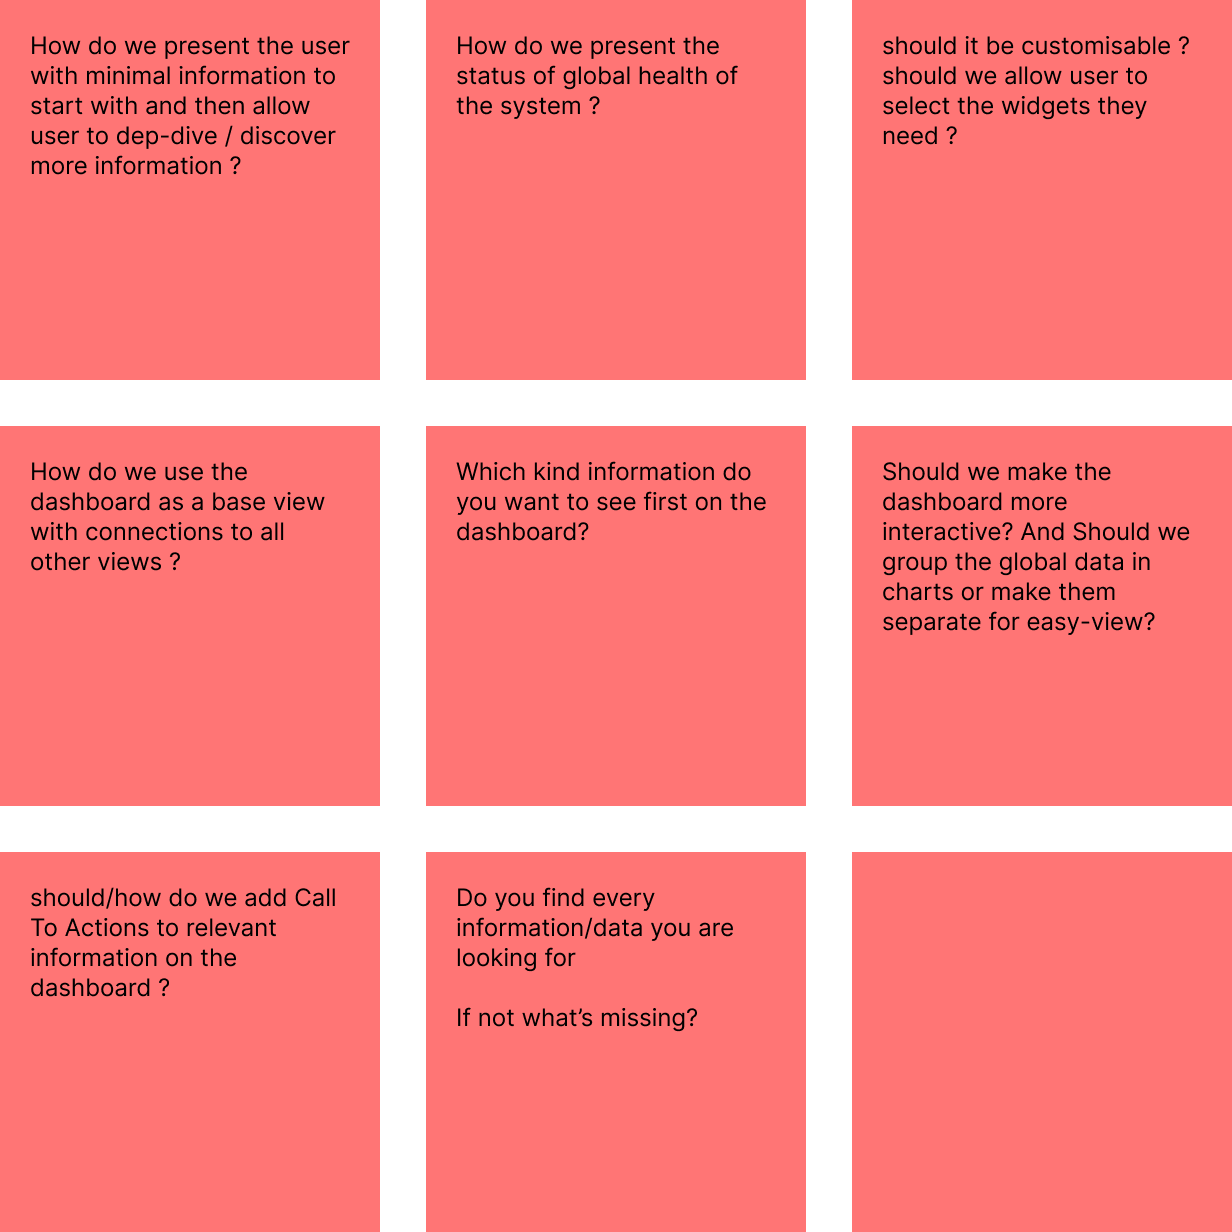 How do we present the user
with minimal information to
start with and then allow
user to dep-dive / discover
more information ?
How do we present the
status of global health of
the system ?
should it be customisable ?
should we allow user to
select the widgets they
need ?
How do we use the
dashboard as a base view
with connections to all
other views ?
Which kind information do
you want to see first on the
dashboard?
Should we make the
dashboard more
interactive? And Should we
group the global data in
charts or make them
separate for easy-view?
should/how do we add Call
To Actions to relevant
information on the
dashboard ?
Do you find every
information/data you are
looking for
If not what’s missing?